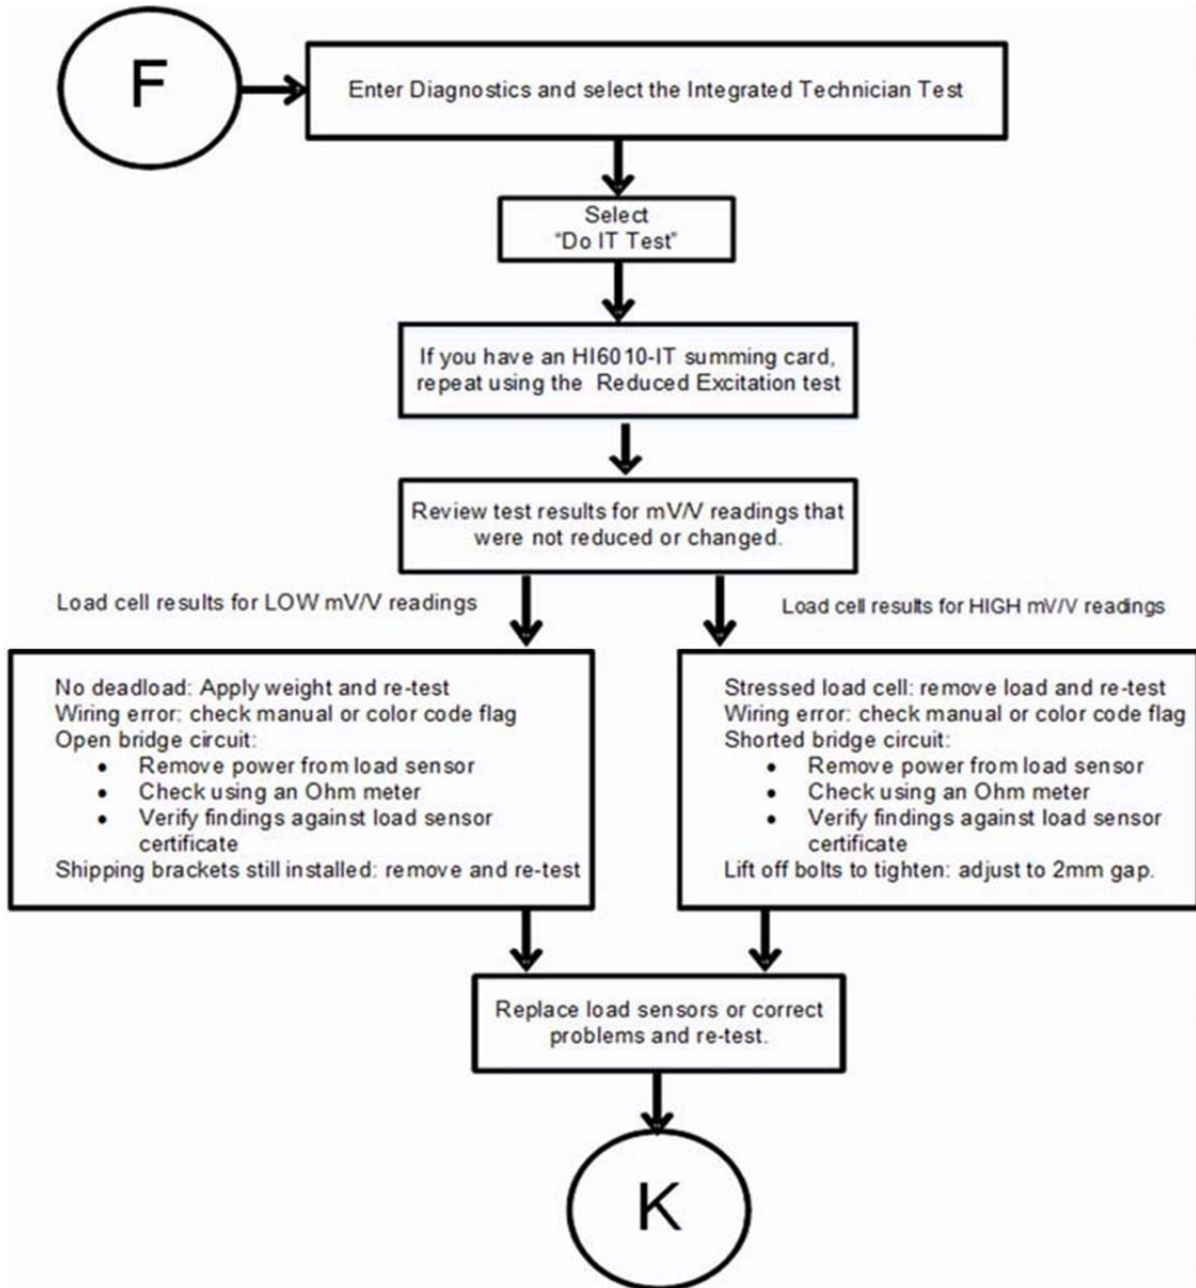 F
Enter Diagnostics and select the Integrated Technician Test
Select
"Do IT Test"
If you have an HI6010-IT summing card,
repeat using the Reduced Excitation test
Review test results for mV/V readings that
were not reduced or changed.
Load cell results for LOW mV/V readings
Load cell results for HIGH mV/V readings
No deadload: Apply weight and re-test
Wiring error: check manual or color code flag
Open bridge circuit:
• Remove power from load sensor
• Check using an Ohm meter
• Verify findings against load sensor
certificate
Shipping brackets still installed: remove and re-test
Stressed load cell: remove load and re-test
Wiring error: check manual or color code flag
Shorted bridge circuit:
• Remove power from load sensor
• Check using an Ohm meter
• Verify findings against load sensor
certificate
Lift off bolts to tighten: adjust to 2mm gap.
Replace load sensors or correct
problems and re-test.
K